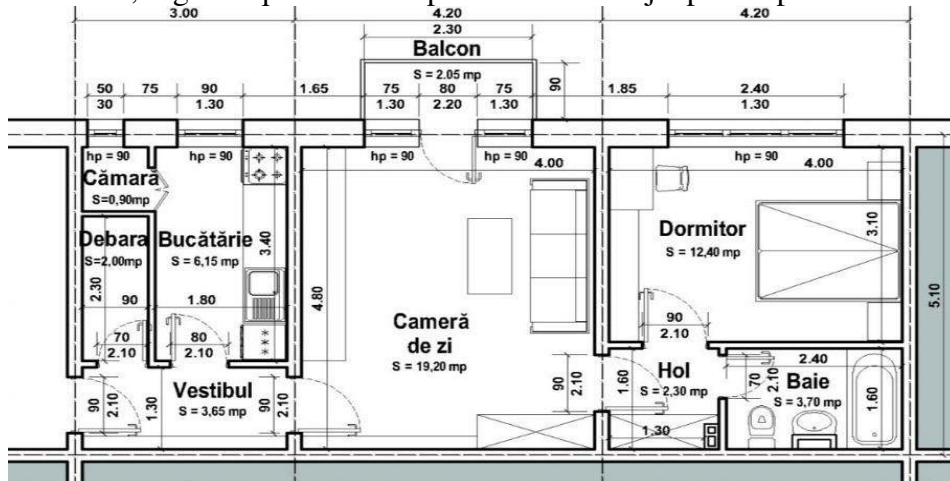 3.00 4.20 4.20
2.30
Balcon
S = 2.05 mp
90
50 75 90 1.65 75 80 75 1.85 2.40
30 1.30 1.30 2.20 1.30 1.30
hp = 90 hp = 90 hp = 90 hp = 90 hp = 90
4.00 4.00
Cămară
S=0,90mp
Debara Bucătărie
S=2,00mp S = 6,15 mp
3.40
2.30
90 1.80
70 80
2.10 2.10
Vestibul
S = 3,65 mp
90 2.10 1.30 90 2.10
4.80
Cameră
de zi
S = 19,20 mp
90 2.10
Dormitor
S = 12,40 mp
3.10
5.10
90
2.10
Hol
S = 2,30 mp
1.60
1.30
70 2.10
2.40
Baie
S = 3,70 mp
1.60